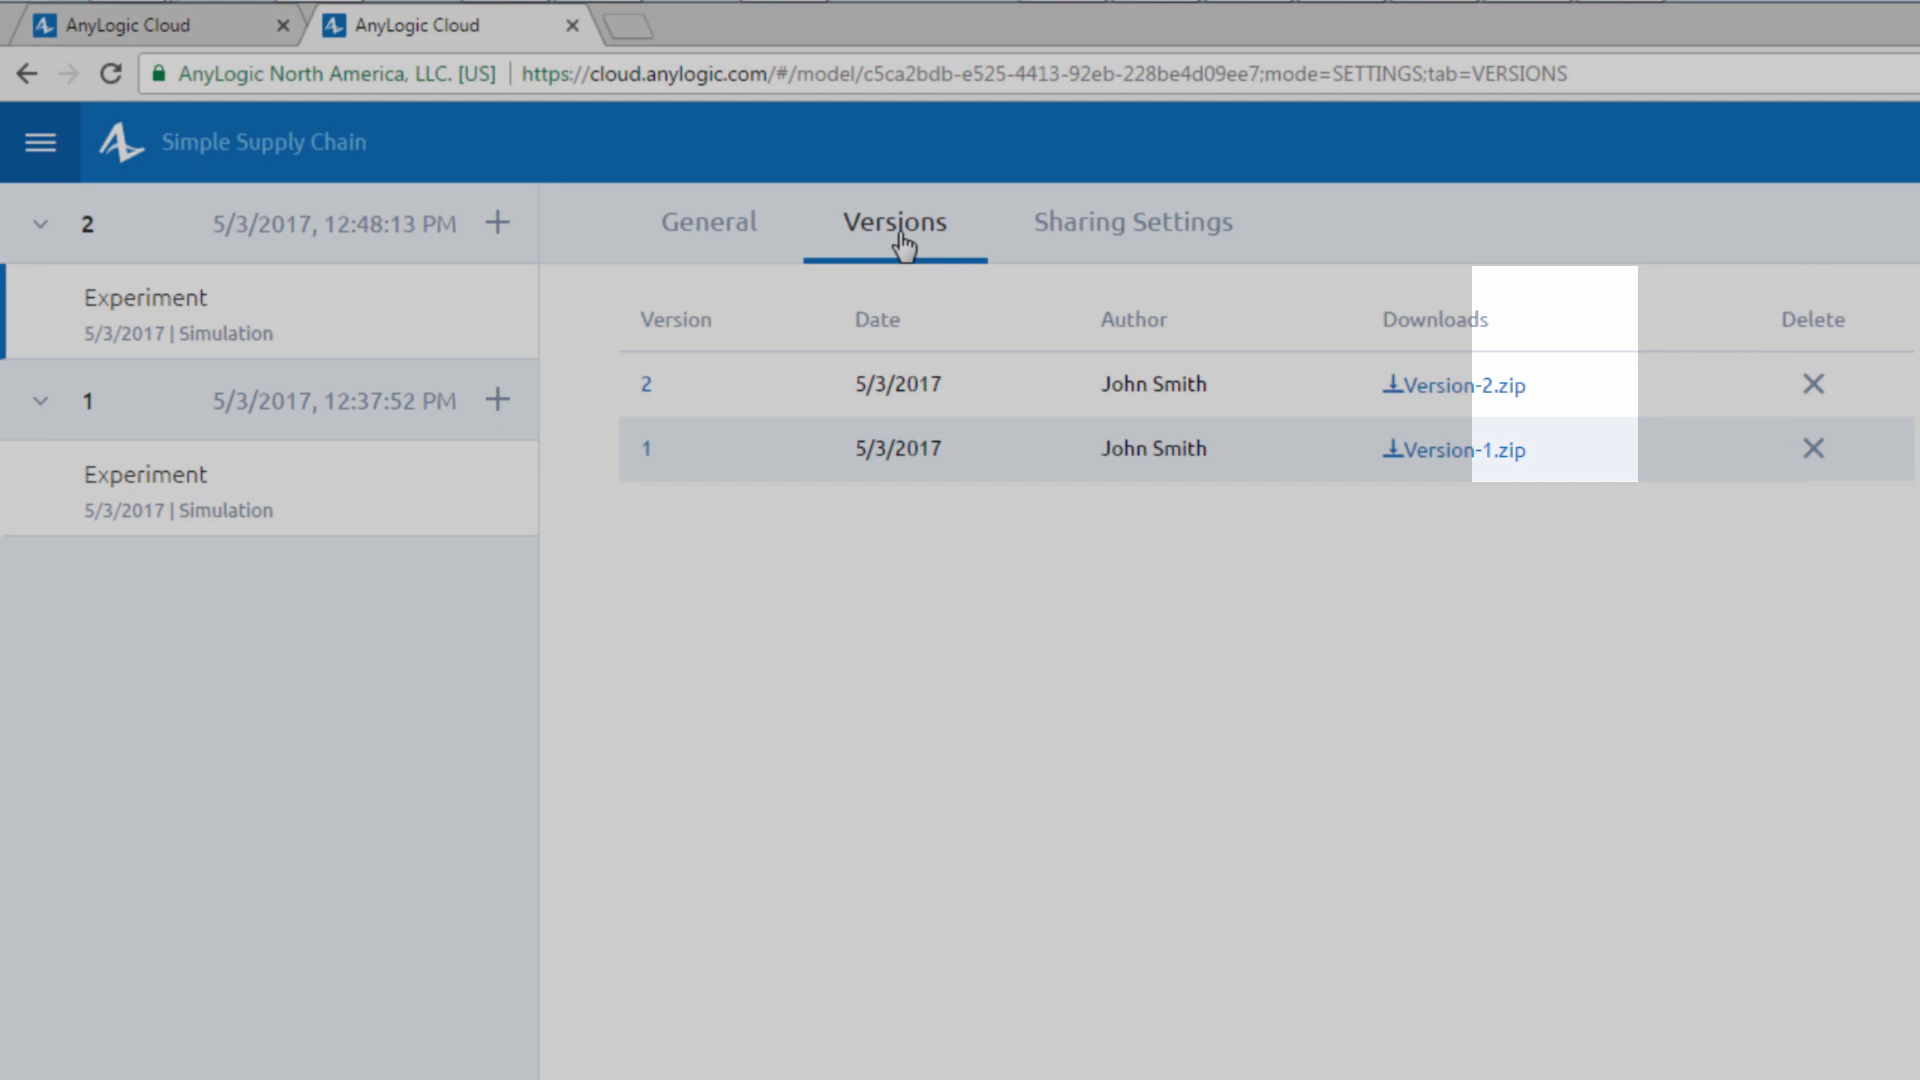 AnyLogic Cloud
AnyLogic Cloud
AnyLogic North America, LLC. [US] | https://cloud.anylogic.com/#/model/c5ca2bdb-e525-4413-92eb-228be4d09ee7;mode=SETTINGS;tab=VERSIONS
Simple Supply Chain
2 5/3/2017, 12:48:13 PM +
Experiment
5/3/2017 | Simulation
1 5/3/2017, 12:37:52 PM +
Experiment
5/3/2017 | Simulation
General Versions Sharing Settings
Version Date Author Downloads Delete
2 5/3/2017 John Smith Version-2.zip
1 5/3/2017 John Smith Version-1.zip